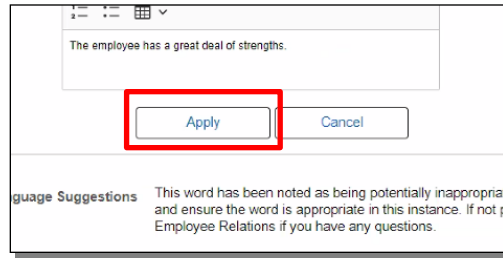 The employee has a great deal of strengths.
Apply Cancel
guage Suggestions This word has been noted as being potentially inappropria
and ensure the word is appropriate in this instance. If not p
Employee Relations if you have any questions.